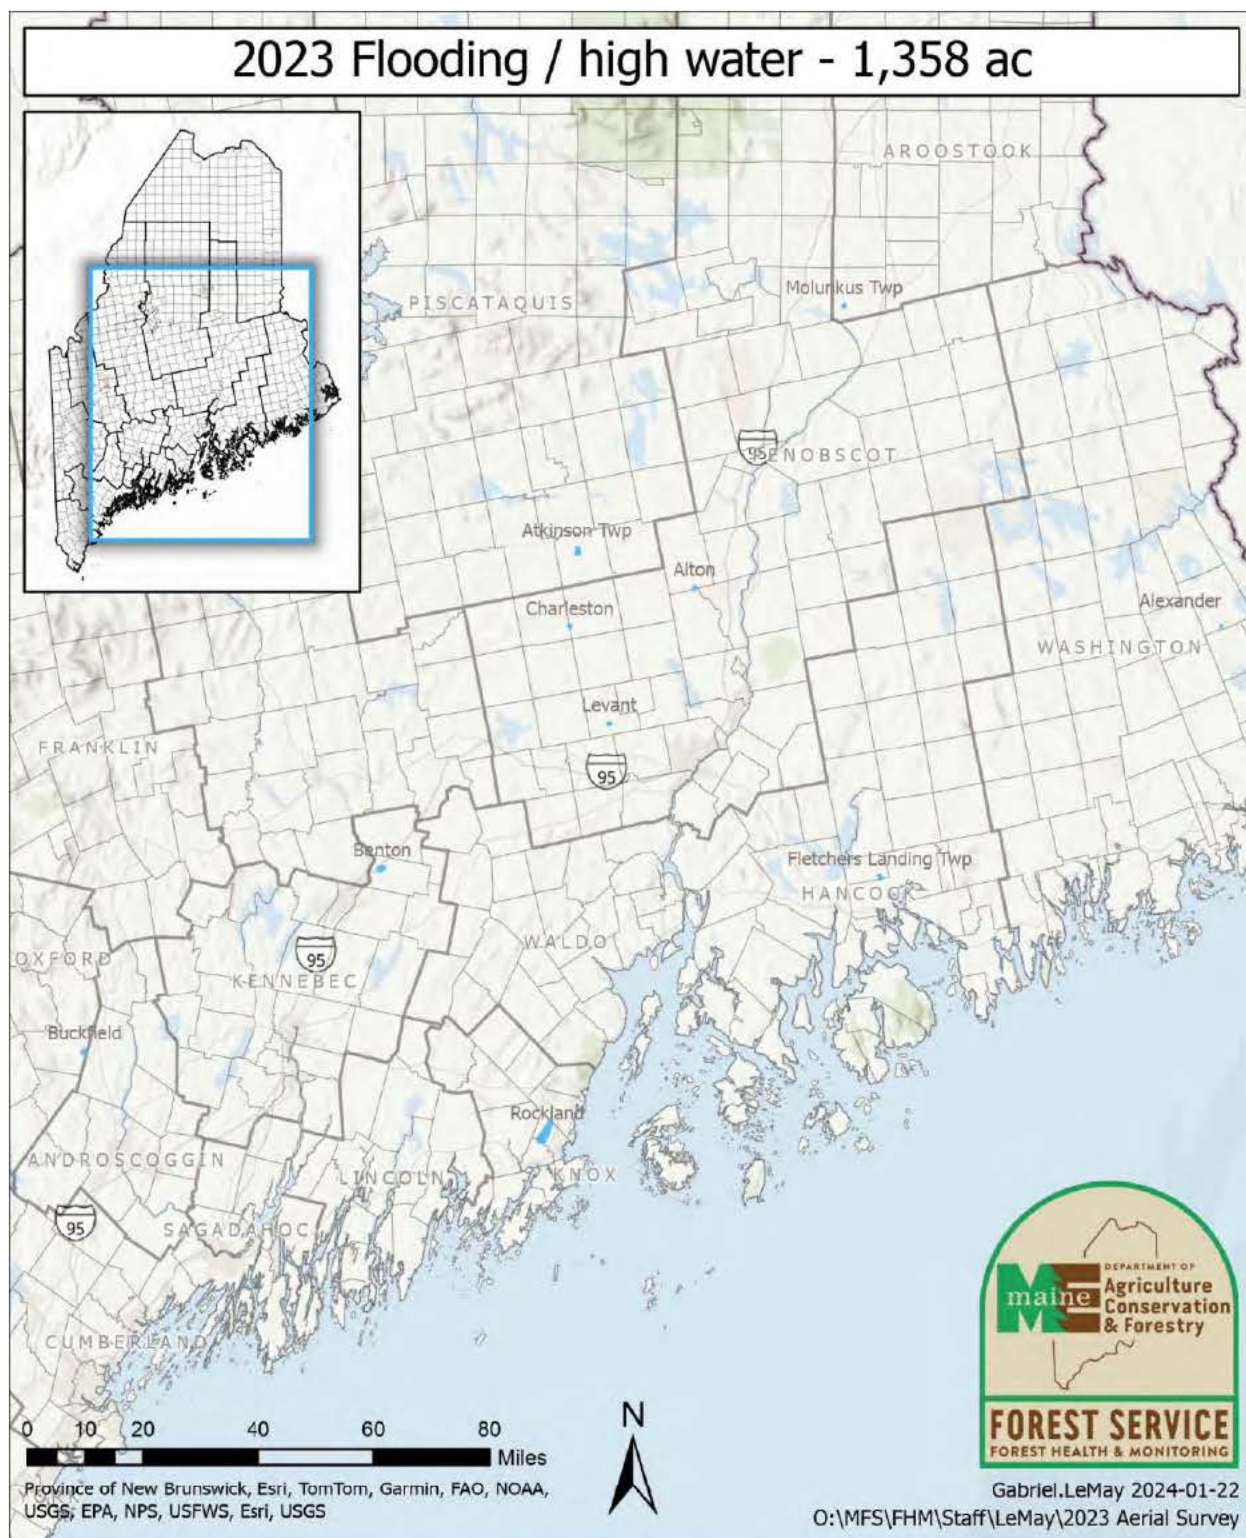 2023 Flooding / high water - 1,358 ac
AROOSTOOK
Molunkus Twp
PISCATAQUIS
95
PENOBSCOT
Atkinson Twp
Alton
Charleston
Alexander
WASHINGTON
Levant
FRANKLIN
95
Benton
Fletchers Landing Twp
HANCOCK
WALDO
OXFORD
95
KENNEBEC
Buckfield
Rockland
ANDROSCOGGIN
LINCOLN
KNOX
95
SAGADAHOC
CUMBERLAND
YORK
0 10 20 40 60 80
Miles
N
Province of New Brunswick, Esri, TomTom, Garmin, FAO, NOAA,
USGS, EPA, NPS, USFWS, Esri, USGS
ME
maine
DEPARTMENT OF
Agriculture
Conservation
& Forestry
FOREST SERVICE
FOREST HEALTH & MONITORING
Gabriel.LeMay 2024-01-22
O:\MFS\FHM\Staff\LeMay\2023 Aerial Survey